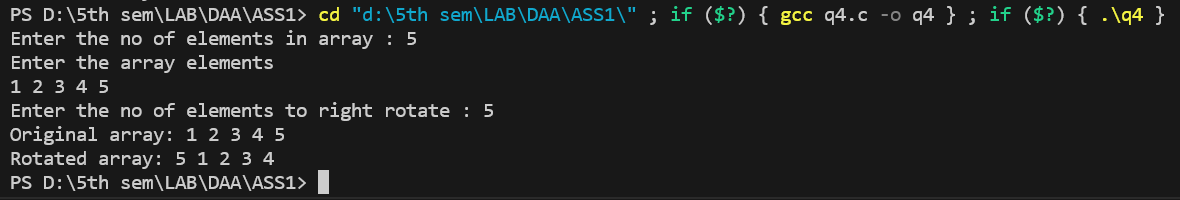 PS D:\5th sem\LAB\DAA\ASS1> cd "d:\5th sem\LAB\DAA\ASS1\" ; if ($?) { gcc q4.c -o q4 } ; if ($?) { .\q4 }
Enter the no of elements in array : 5
Enter the array elements
1 2 3 4 5
Enter the no of elements to right rotate : 5
Original array: 1 2 3 4 5
Rotated array: 5 1 2 3 4
PS D:\5th sem\LAB\DAA\ASS1>